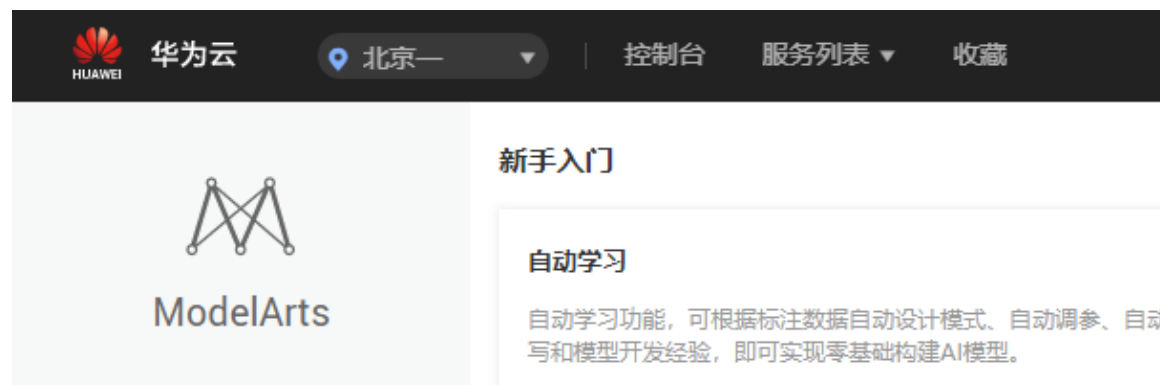 HUAWEI 华为云 北京一 控制台 服务列表 收藏
新手入门
ModelArts
自动学习
自动学习功能，可根据标注数据自动设计模式、自动调参、自动
写和模型开发经验，即可实现零基础构建AI模型。